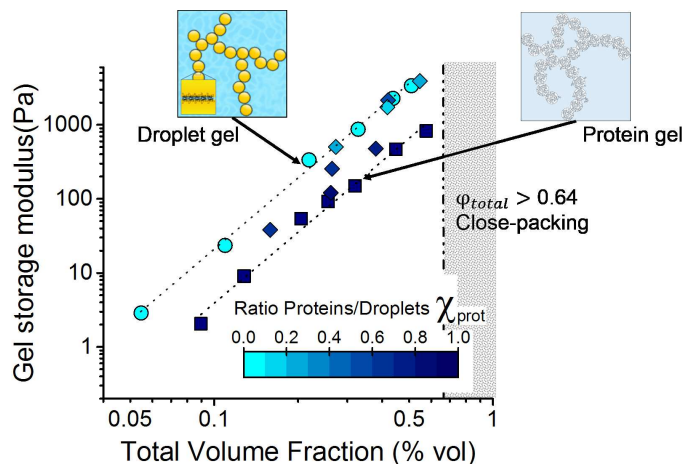 Gel storage modulus(Pa)
1000
100
10
1
Droplet gel
Protein gel
φtotal > 0.64
Close-packing
Ratio Proteins/Droplets χprot
0.0 0.2 0.4 0.6 0.8 1.0
0.05 0.1 0.5 1
Total Volume Fraction (% vol)